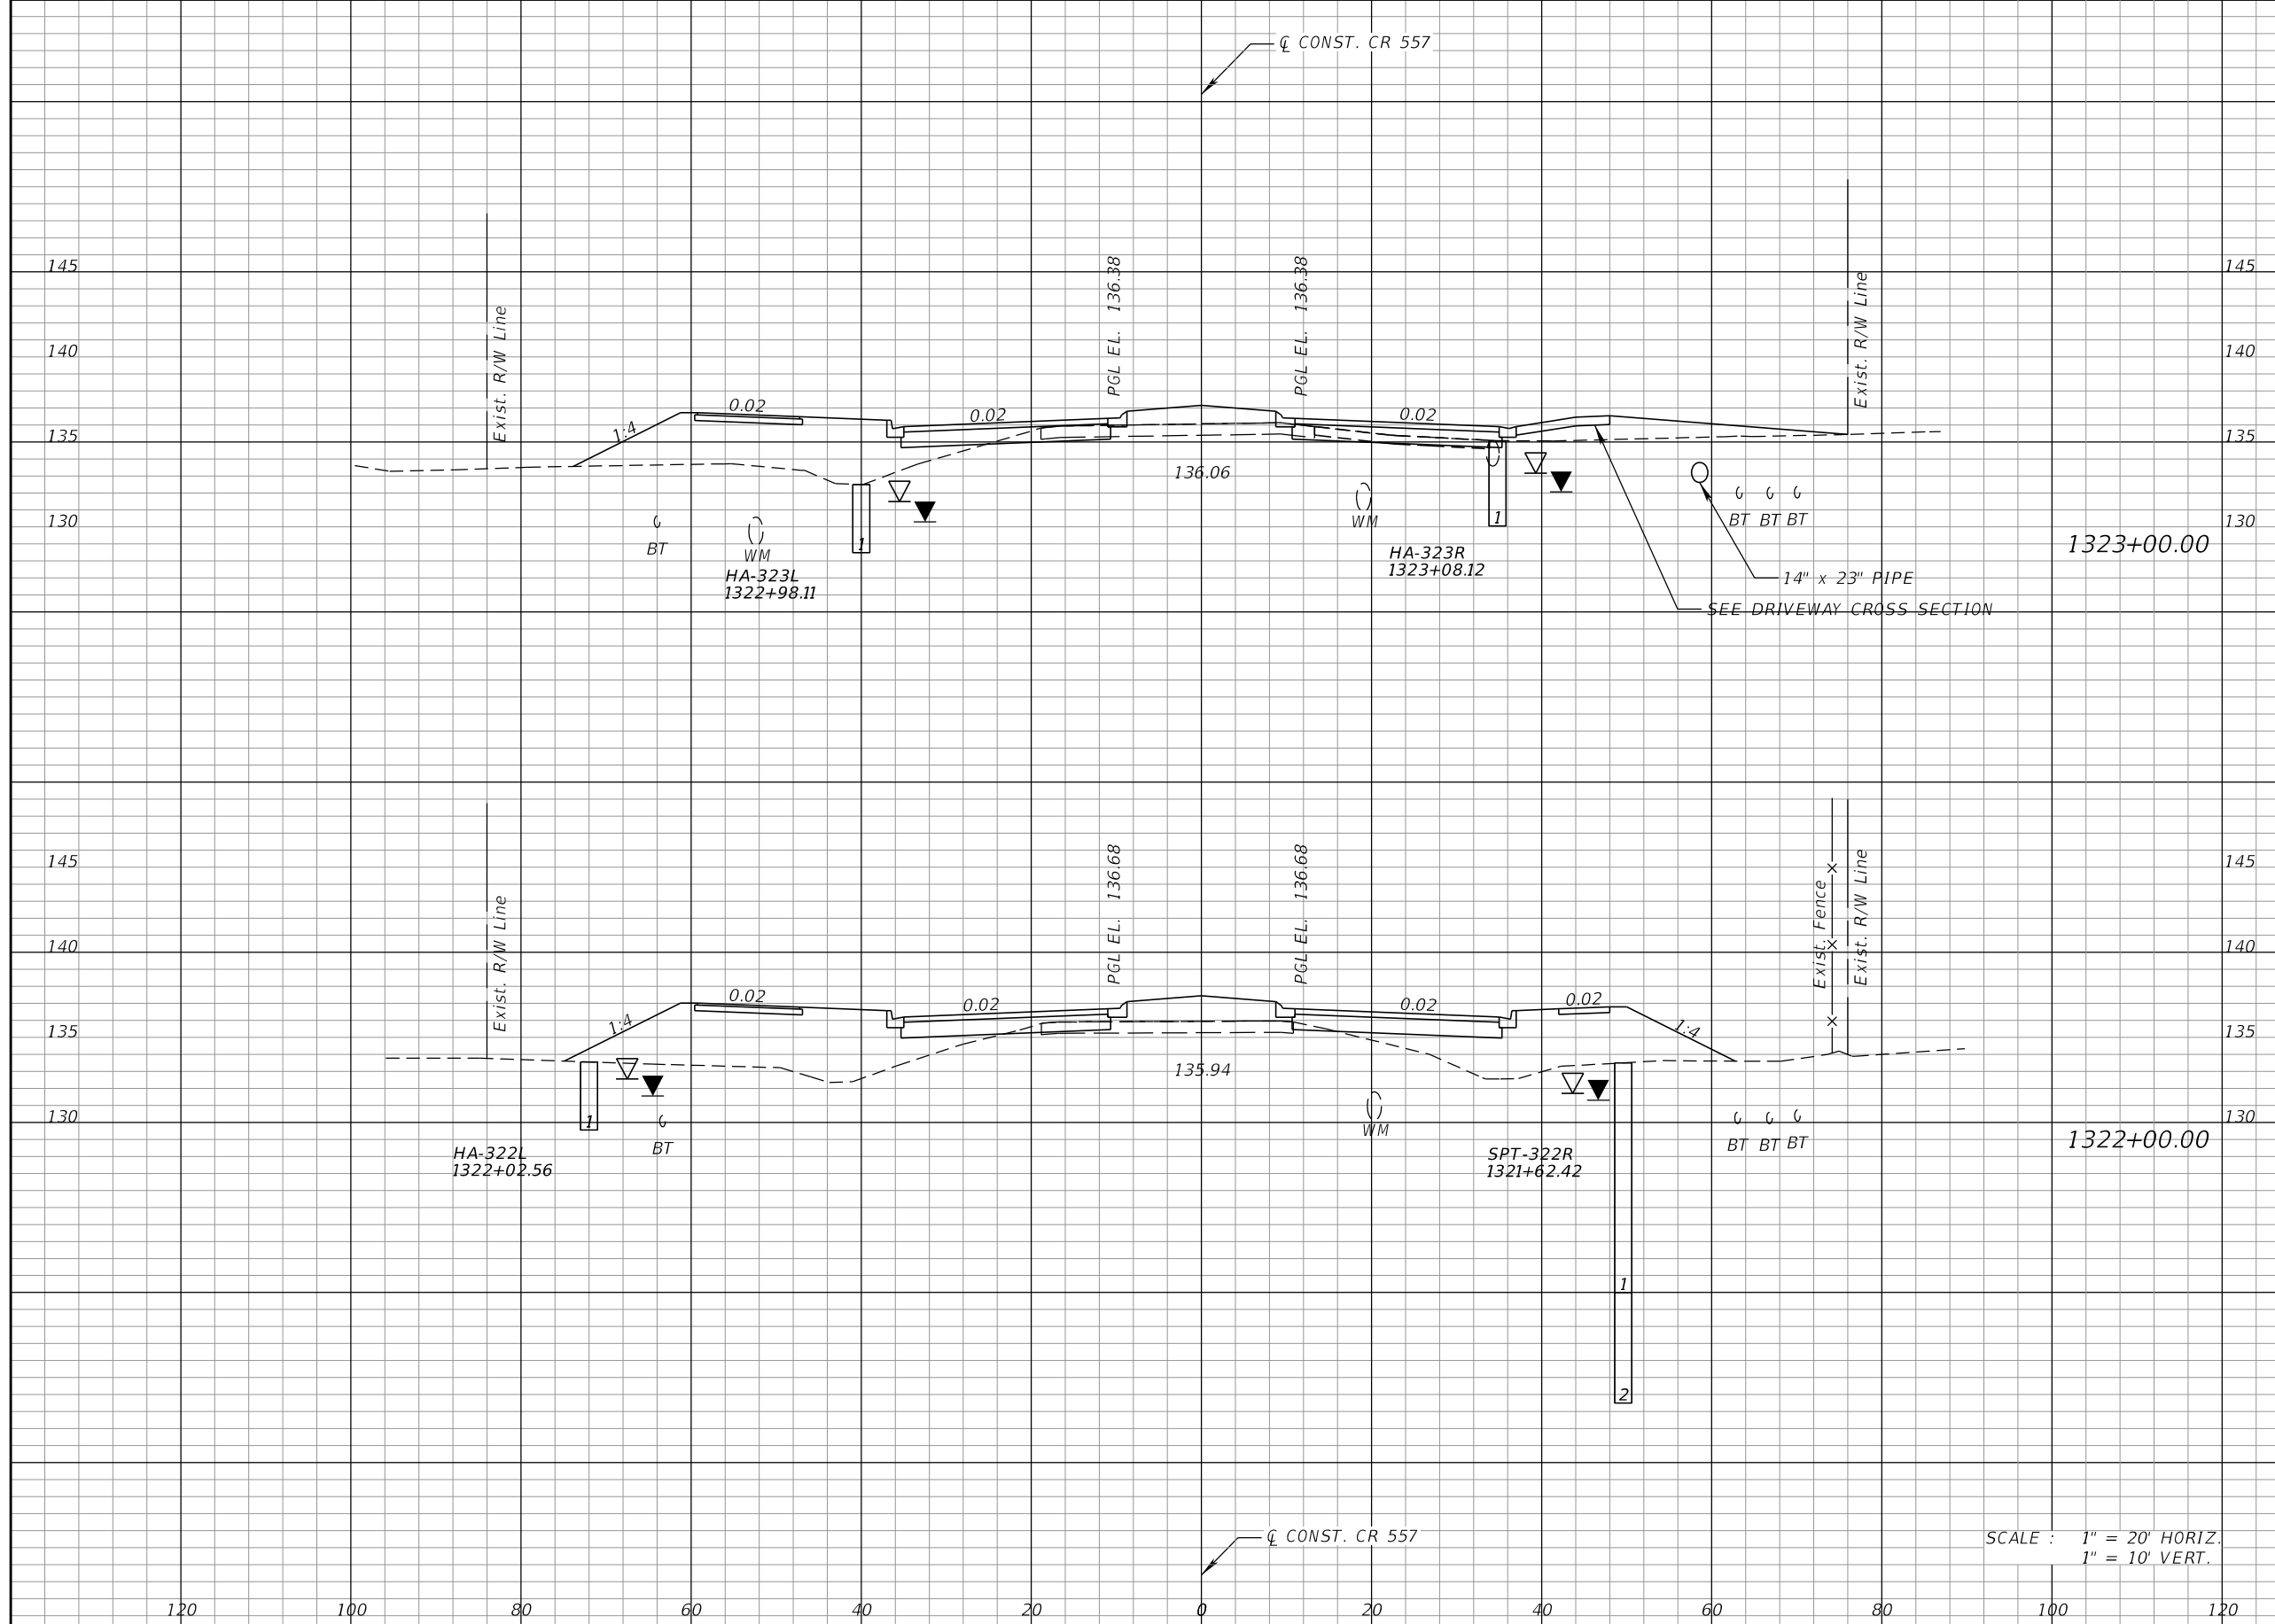 ℄ CONST. CR 557
145
145
PGL EL. 136.38
PGL EL. 136.38
Exist. R/W Line
Exist. R/W Line
140
140
0.02
0.02
0.02
1:4
135
135
136.06
130
130
BT
WM
1
WM
1
BT
BT
BT
1323+00.00
HA-323L
1322+98.11
HA-323R
1323+08.12
14" x 23" PIPE
SEE DRIVEWAY CROSS SECTION
145
145
PGL EL. 136.68
PGL EL. 136.68
Exist. R/W Line
Exist. Fence
Exist. R/W Line
140
140
0.02
0.02
0.02
0.02
1:4
1:4
135
135
135.94
130
130
1
BT
WM
BT
BT
BT
1322+00.00
HA-322L
1322+02.56
SPT-322R
1321+62.42
1
2
℄ CONST. CR 557
SCALE : 1" = 20' HORIZ.
1" = 10' VERT.
120
100
80
60
40
20
0
20
40
60
80
100
120